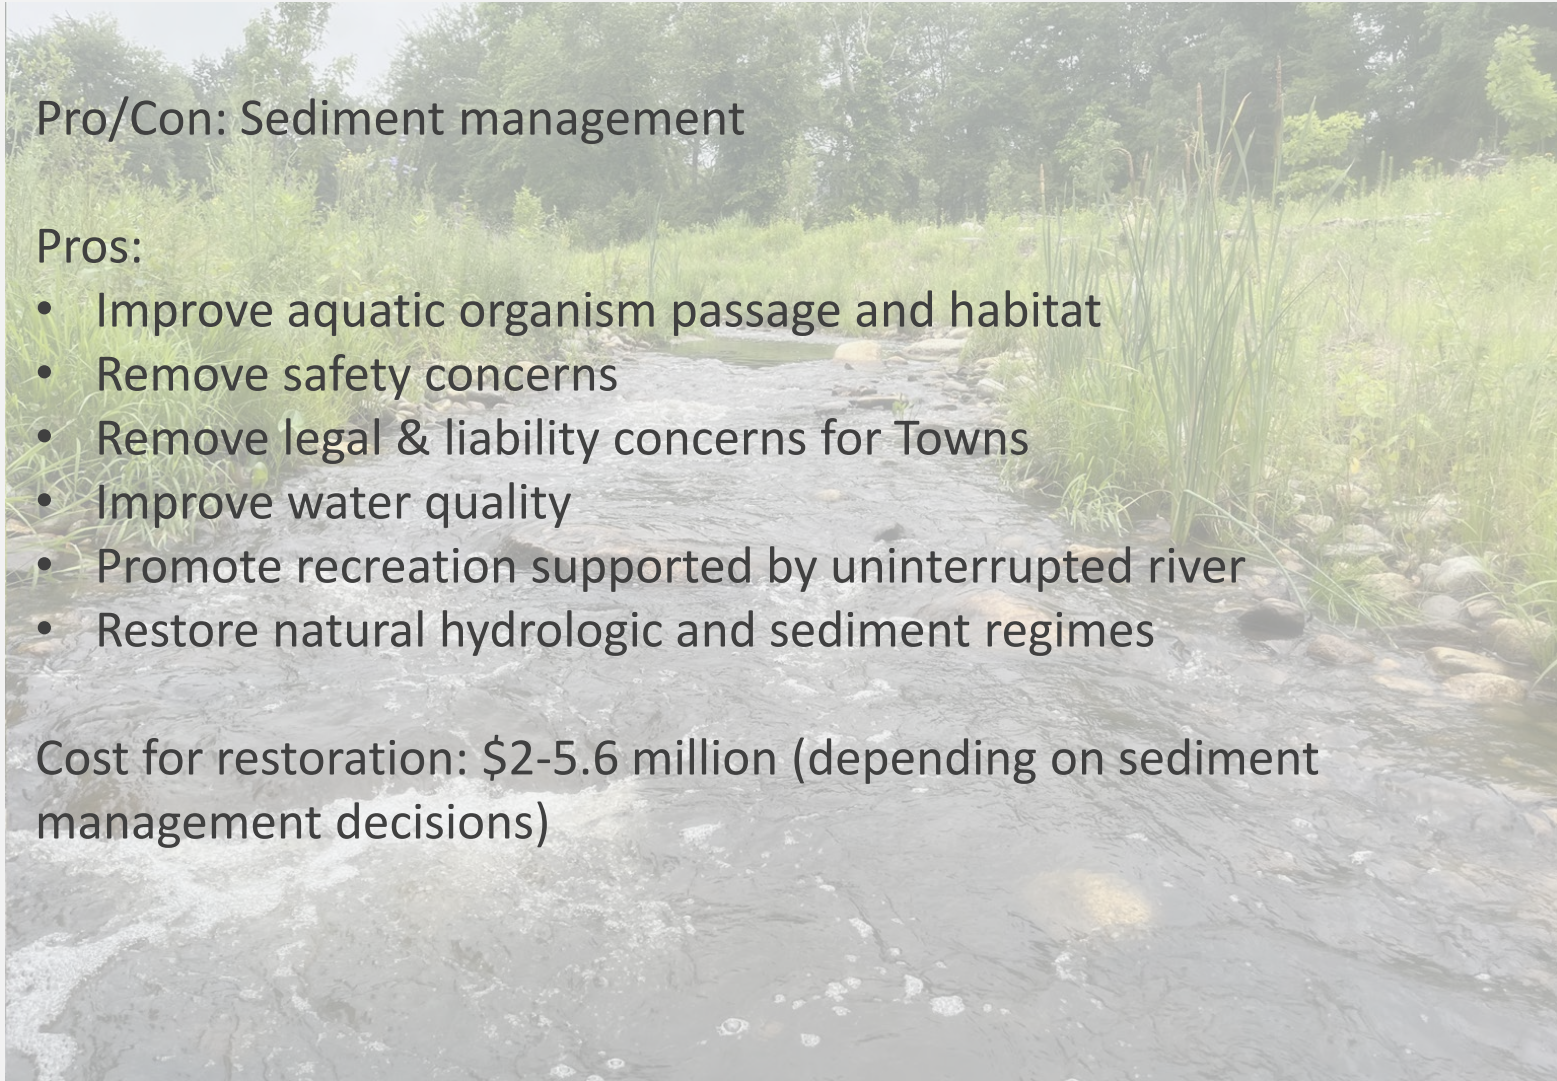 Pro/Con: Sediment management
Pros:
• Improve aquatic organism passage and habitat
• Remove safety concerns
• Remove legal & liability concerns for Towns
• Improve water quality
• Promote recreation supported by uninterrupted river
• Restore natural hydrologic and sediment regimes
Cost for restoration: $2-5.6 million (depending on sediment
management decisions)